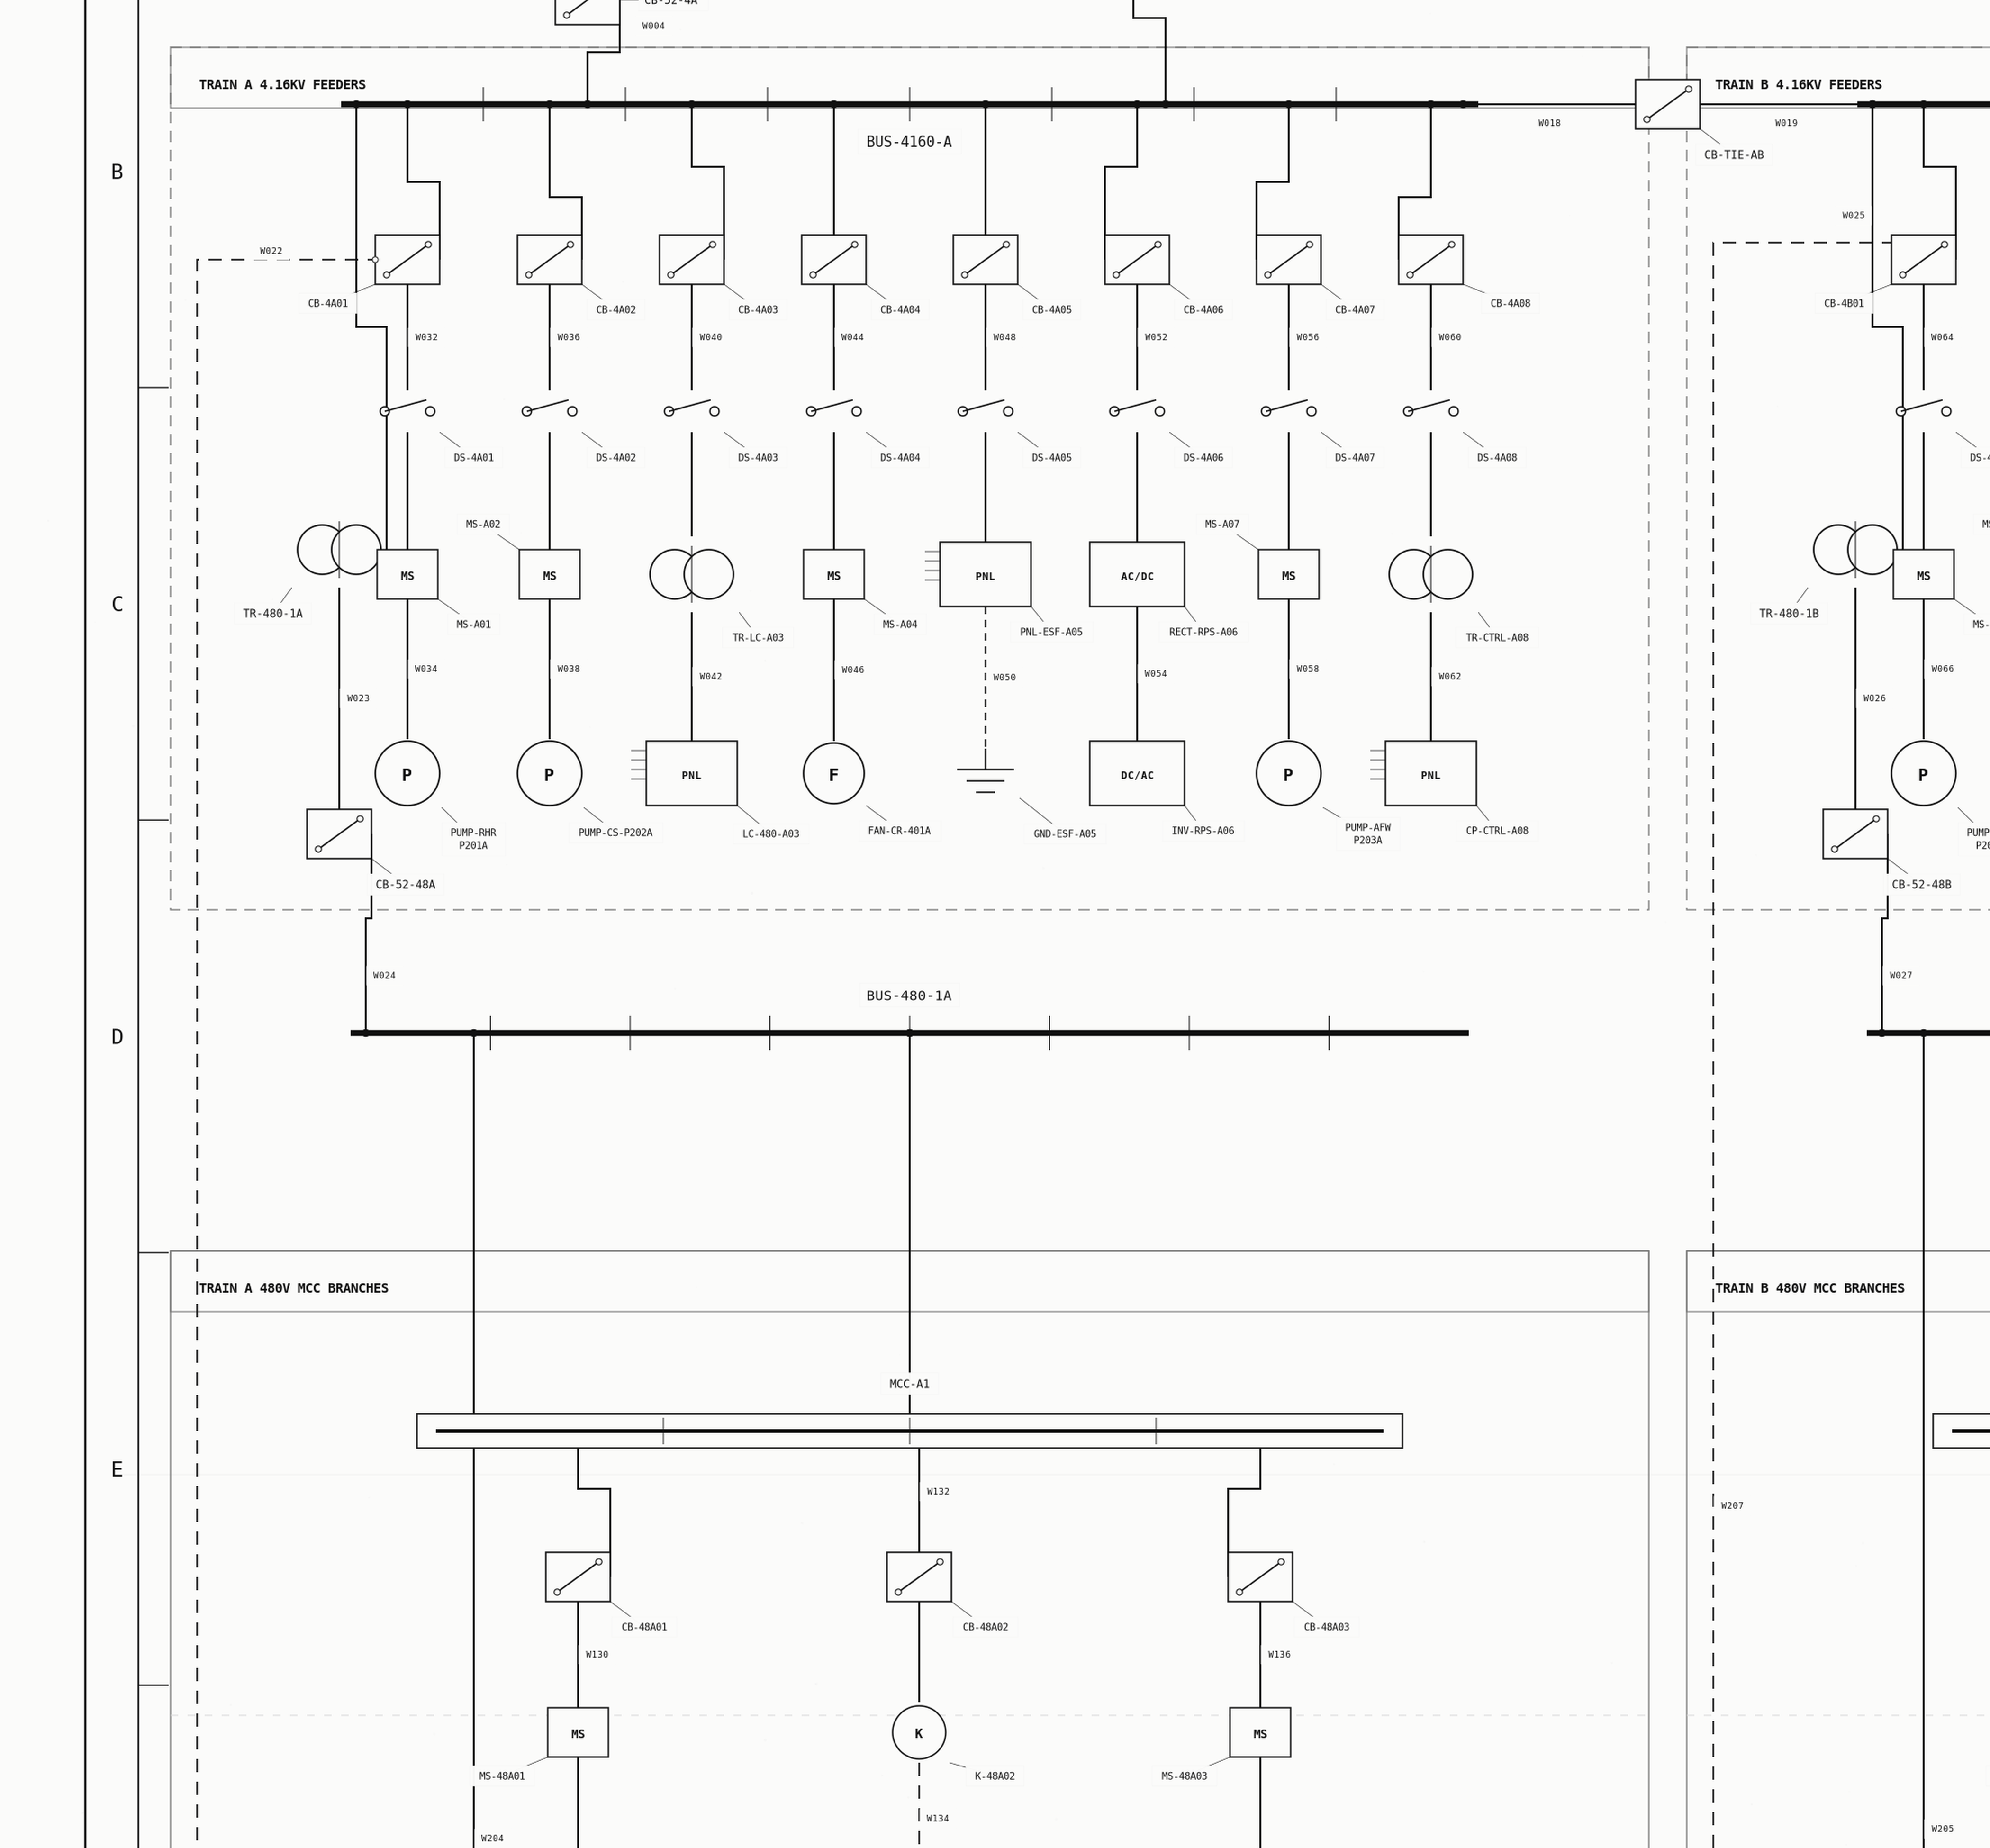 CB-52-4A
W004
TRAIN A 4.16KV FEEDERS
TRAIN B 4.16KV FEEDERS
W018
W019
BUS-4160-A
CB-TIE-AB
B
W025
W022
CB-4A01
CB-4A02
CB-4A03
CB-4A04
CB-4A05
CB-4A06
CB-4A07
CB-4A08
CB-4B01
W032
W036
W040
W044
W048
W052
W056
W060
W064
DS-4A01
DS-4A02
DS-4A03
DS-4A04
DS-4A05
DS-4A06
DS-4A07
DS-4A08
DS-4
MS-A02
MS-A07
MS
MS
MS
MS
PNL
AC/DC
MS
MS
C
TR-480-1A
MS-A01
TR-LC-A03
MS-A04
PNL-ESF-A05
RECT-RPS-A06
TR-CTRL-A08
TR-480-1B
MS-
W023
W034
W038
W042
W046
W050
W054
W058
W062
W026
W066
P
P
PNL
F
DC/AC
P
PNL
P
PUMP-RHR
P201A
PUMP-CS-P202A
LC-480-A03
FAN-CR-401A
GND-ESF-A05
INV-RPS-A06
PUMP-AFW
P203A
CP-CTRL-A08
PUMP
P20
CB-52-48A
CB-52-48B
W024
W027
BUS-480-1A
D
TRAIN A 480V MCC BRANCHES
TRAIN B 480V MCC BRANCHES
MCC-A1
E
W132
W207
CB-48A01
CB-48A02
CB-48A03
W130
W136
MS
K
MS
MS-48A01
K-48A02
MS-48A03
W134
W204
W205